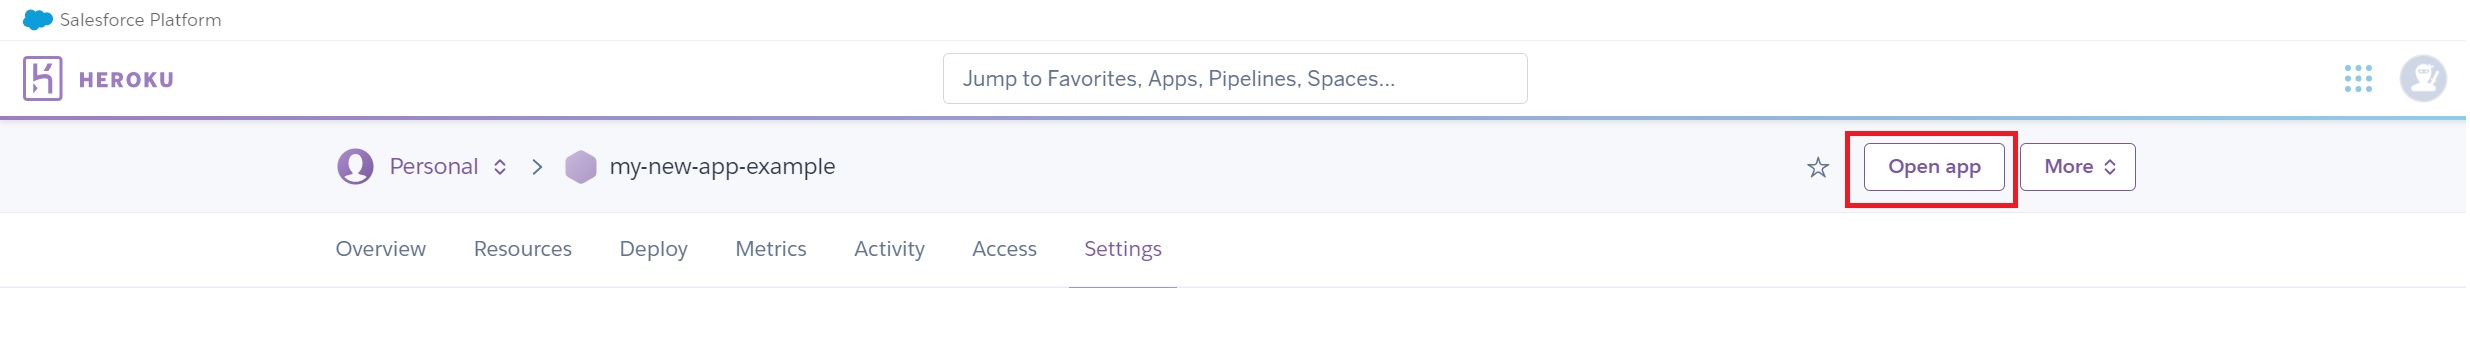 Salesforce Platform
HEROKU
Jump to Favorites, Apps, Pipelines, Spaces...
Personal my-new-app-example Open app More
Overview Resources Deploy Metrics Activity Access Settings